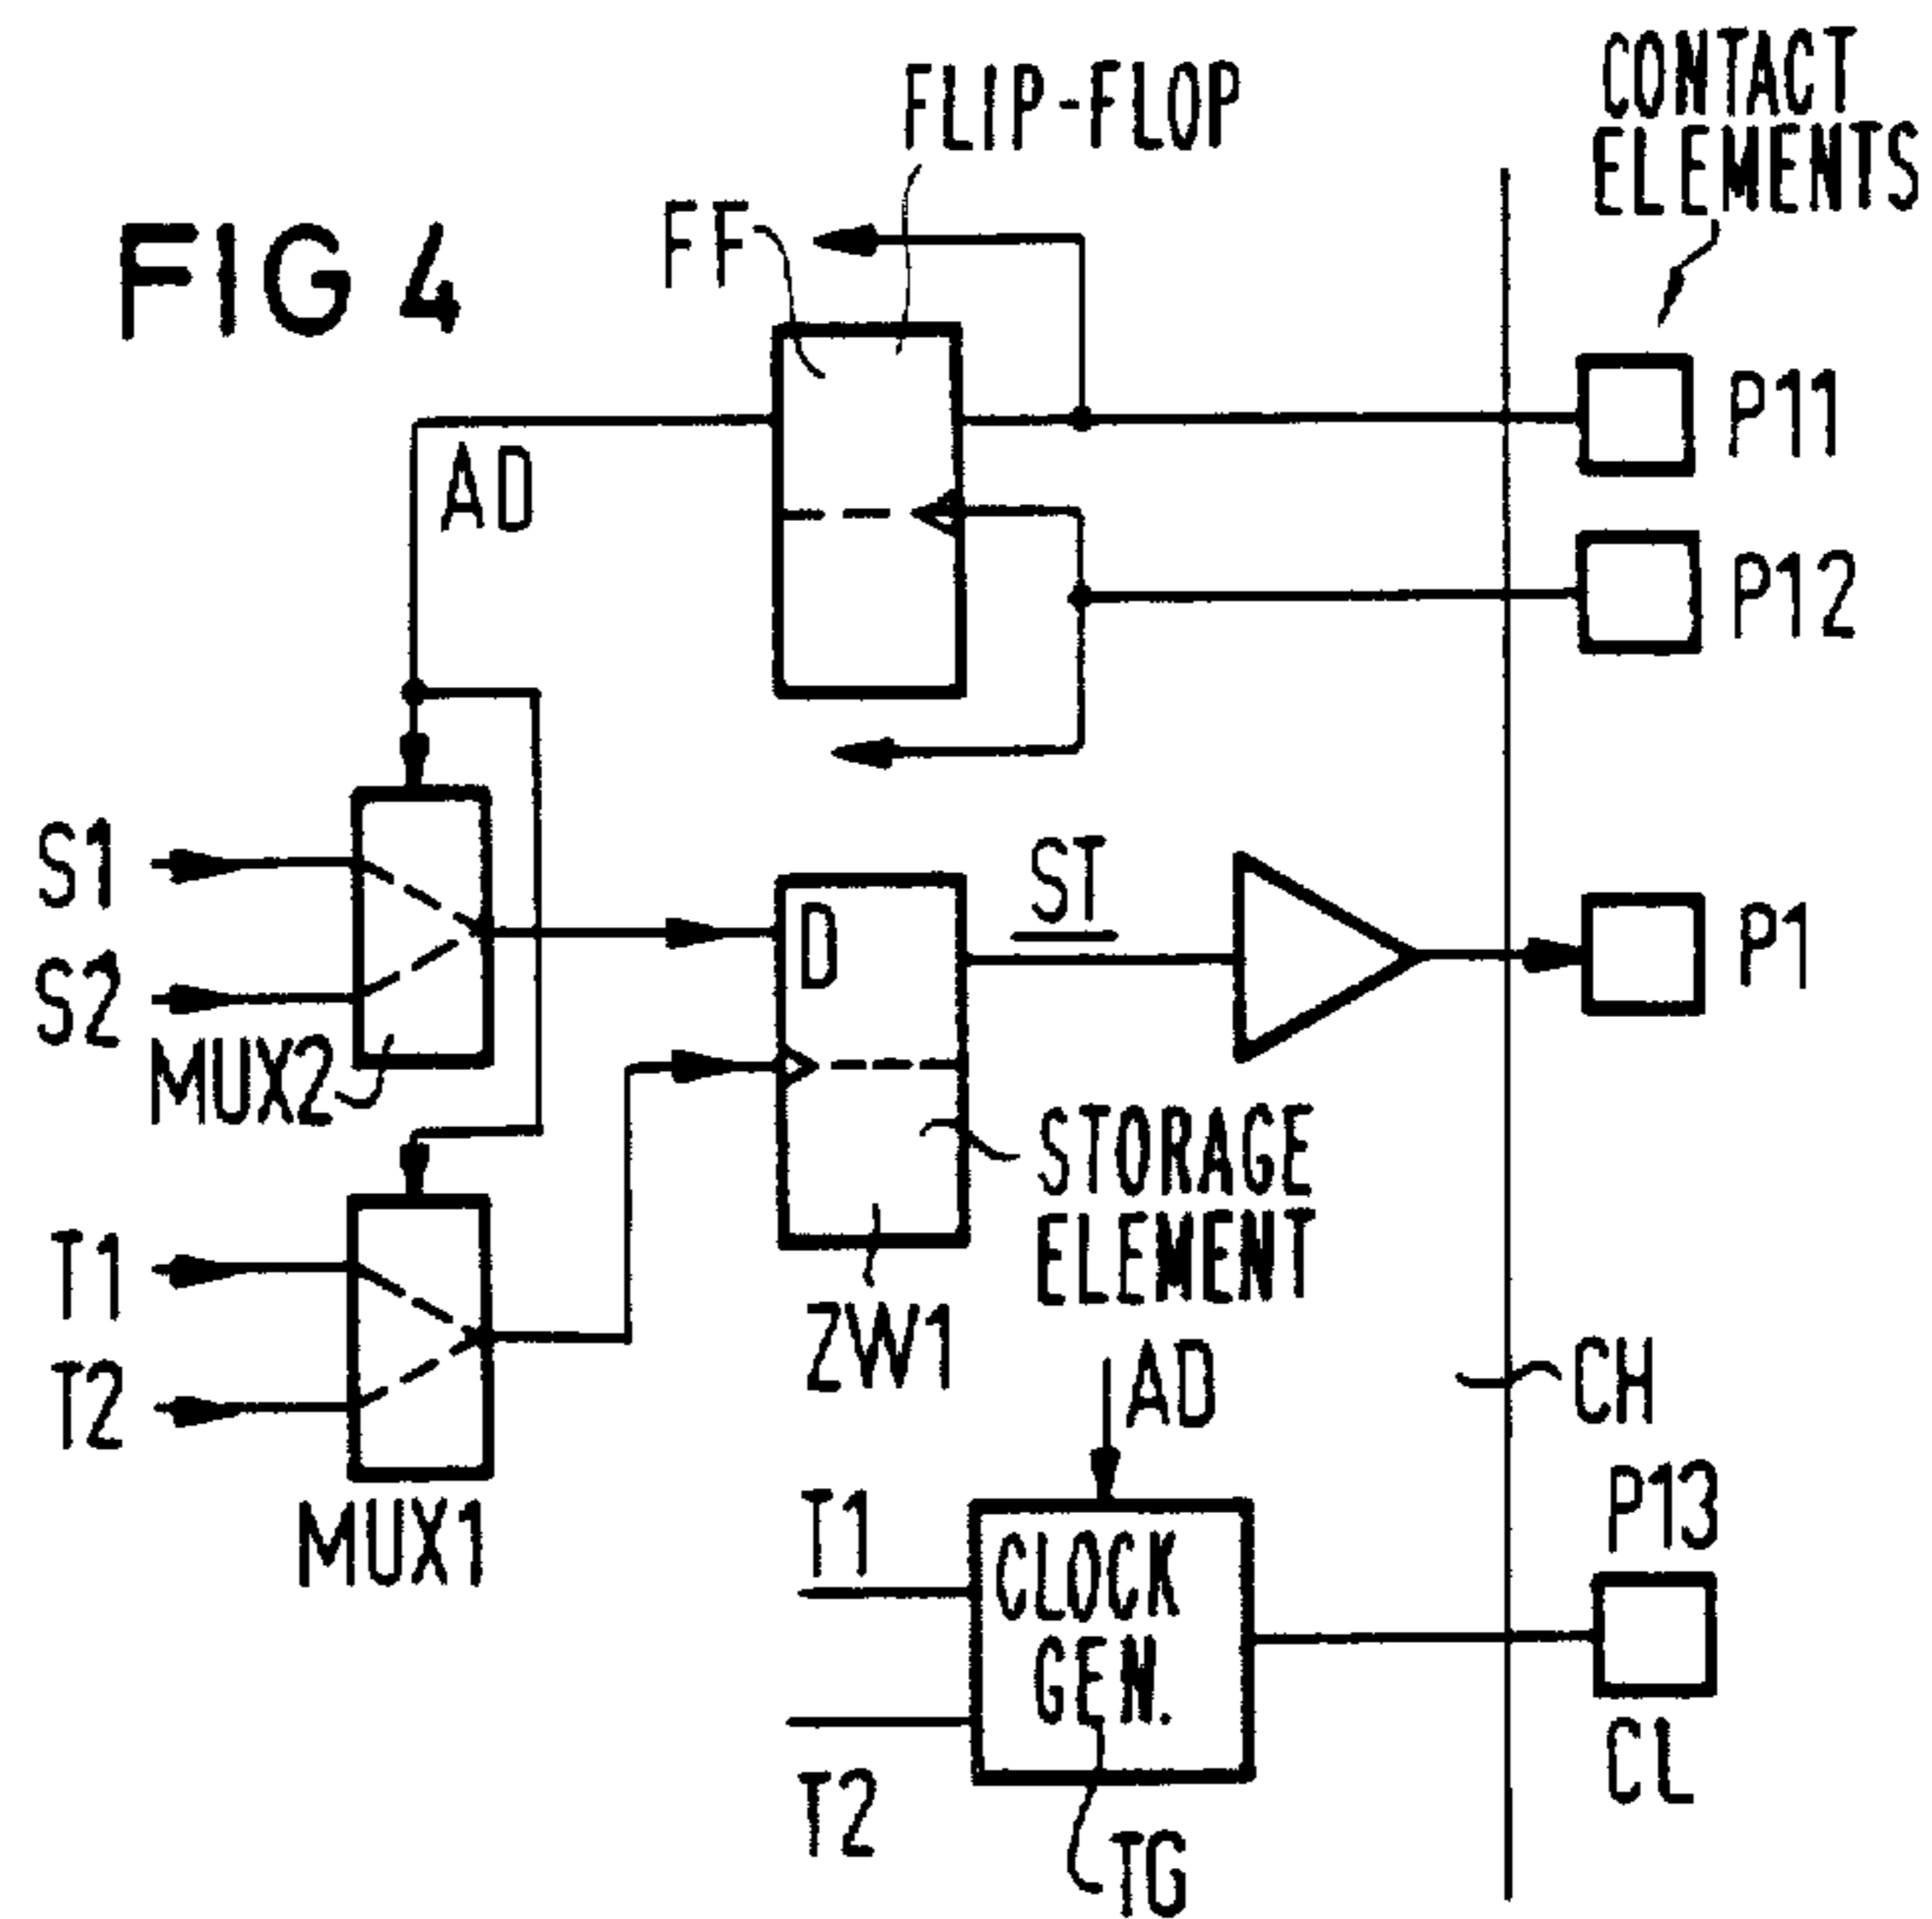 FIG 4
FLIP-FLOP
CONTACT
ELEMENTS
FF
P11
AD
P12
S1
S2
MUX2
D
ST
P1
STORAGE
ELEMENT
T1
T2
MUX1
ZW1
AD
CH
T1
CLOCK
GEN.
P13
T2
CL
TG